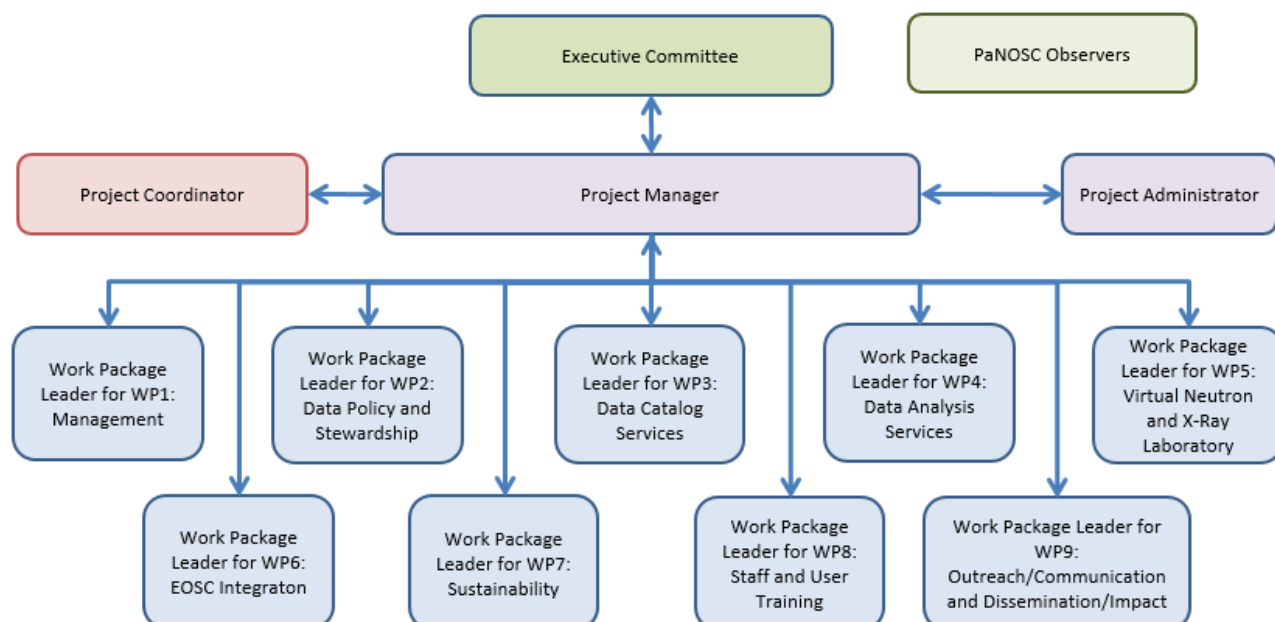 Executive Committee
PaNOSC Observers
Project Coordinator
Project Manager
Project Administrator
Work Package
Leader for WP1:
Management
Work Package
Leader for WP2:
Data Policy and
Stewardship
Work Package
Leader for WP3:
Data Catalog
Services
Work Package
Leader for WP4:
Data Analysis
Services
Work Package
Leader for WP5:
Virtual Neutron
and X-Ray
Laboratory
Work Package
Leader for WP6:
EOSC Integraton
Work Package
Leader for WP7:
Sustainability
Work Package
Leader for WP8:
Staff and User
Training
Work Package Leader for
WP9:
Outreach/Communication
and Dissemination/Impact